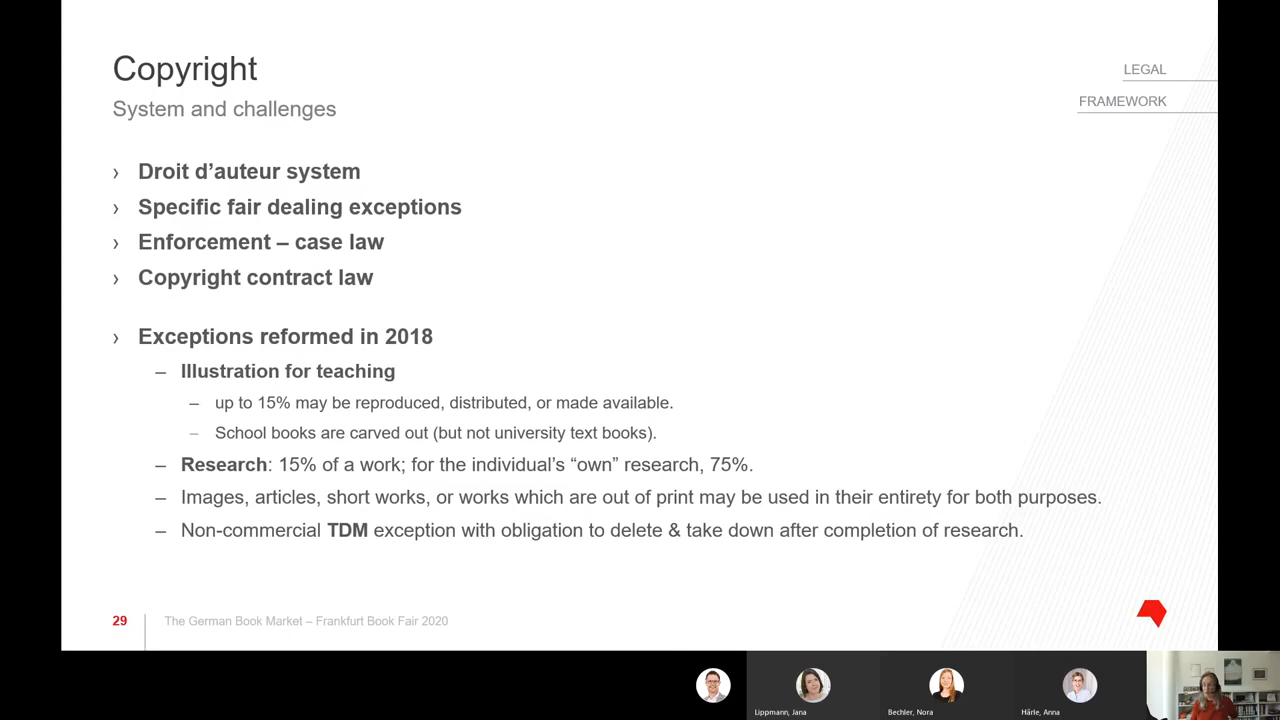 Copyright
System and challenges
LEGAL
FRAMEWORK
› Droit d’auteur system
› Specific fair dealing exceptions
› Enforcement – case law
› Copyright contract law
› Exceptions reformed in 2018
– Illustration for teaching
– up to 15% may be reproduced, distributed, or made available.
– School books are carved out (but not university text books).
– Research: 15% of a work; for the individual’s “own” research, 75%.
– Images, articles, short works, or works which are out of print may be used in their entirety for both purposes.
– Non-commercial TDM exception with obligation to delete & take down after completion of research.
29 The German Book Market – Frankfurt Book Fair 2020
Lippmann, Jana
Bechler, Nora
Härle, Anna